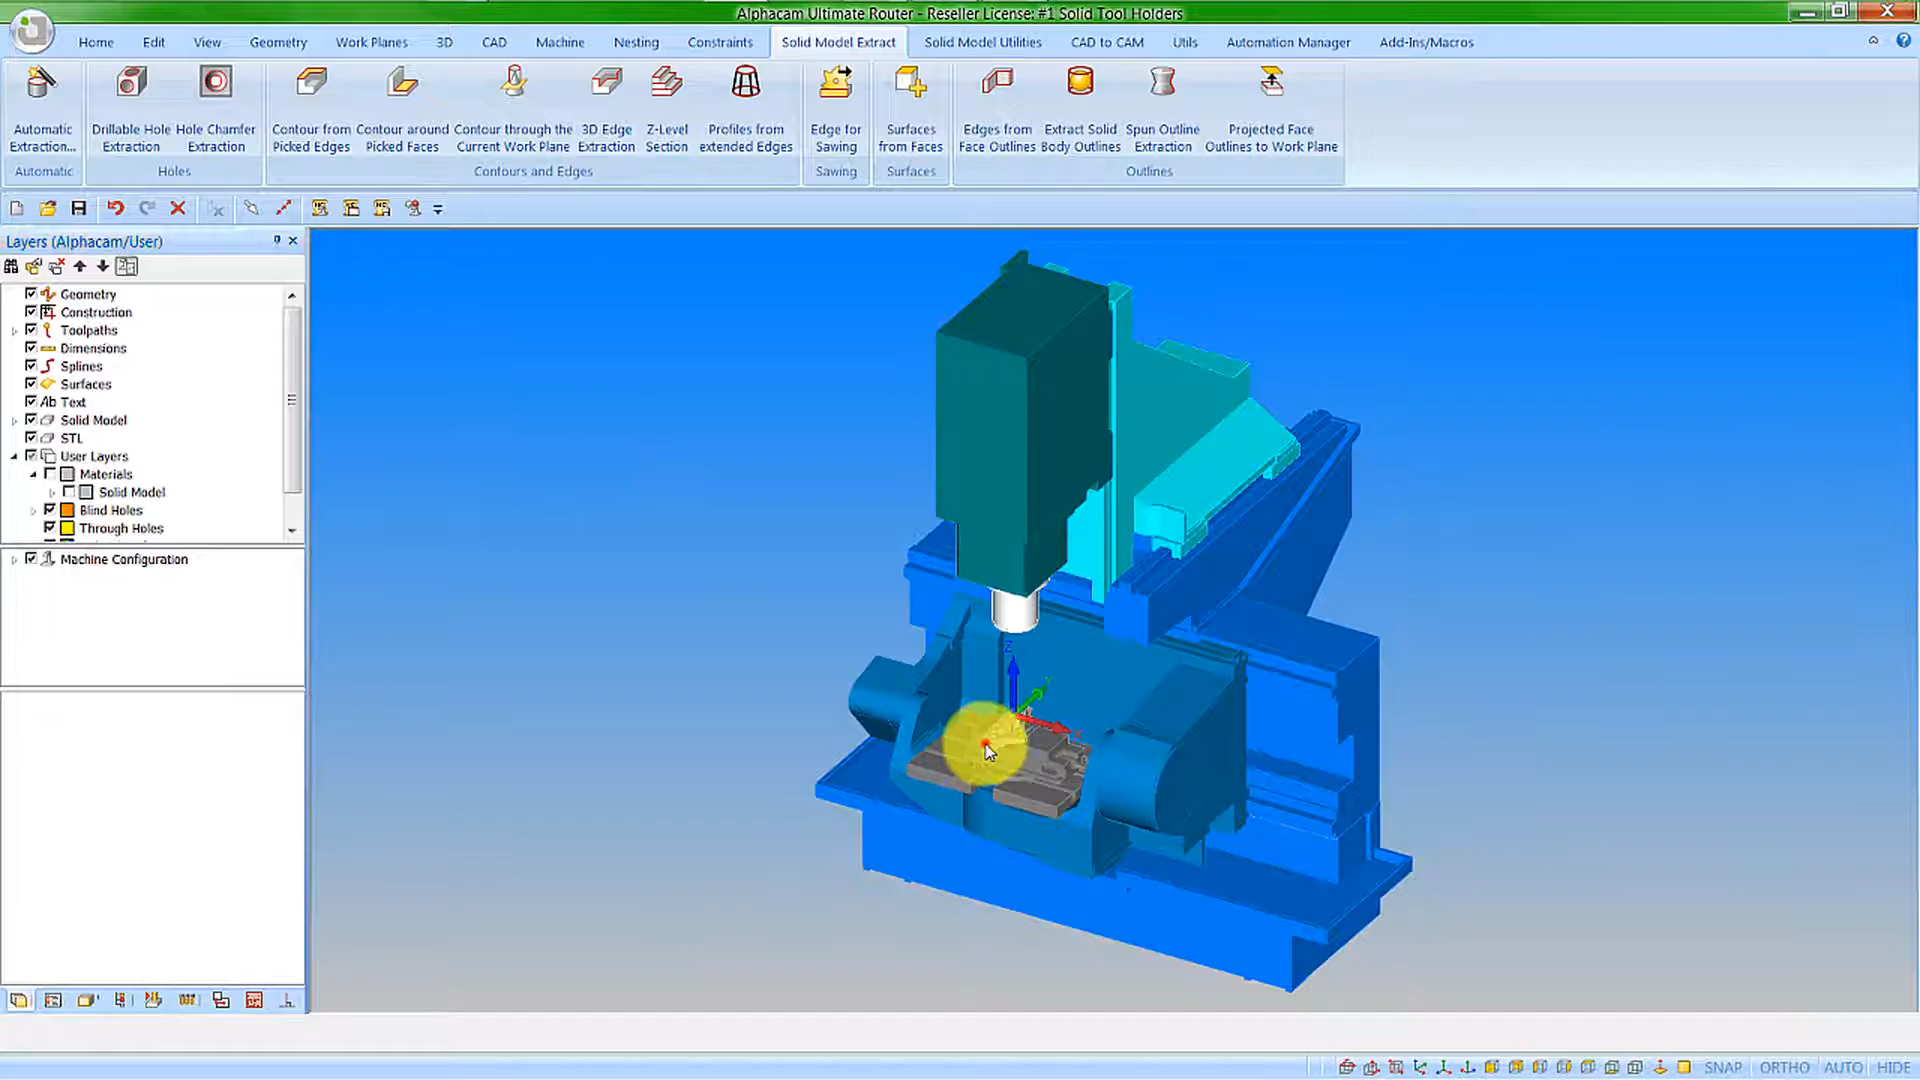 Alphacam Ultimate Router - Reseller License: #1 Solid Tool Holders
Home Edit View Geometry Work Planes 3D CAD Machine Nesting Constraints Solid Model Extract Solid Model Utilities CAD to CAM Utils Automation Manager Add-Ins/Macros
Automatic Drillable Hole Hole Chamfer Contour from Contour around Contour through the 3D Edge Z-Level Profiles from Edge for Surfaces Edges from Extract Solid Spun Outline Projected Face
Extraction... Extraction Extraction Picked Edges Picked Faces Current Work Plane Extraction Section extended Edges Sawing from Faces Face Outlines Body Outlines Extraction Outlines to Work Plane
Automatic Holes Contours and Edges Sawing Surfaces Outlines
Layers (Alphacam/User)
Geometry
Construction
Toolpaths
Dimensions
Splines
Surfaces
Ab Text
Solid Model
STL
User Layers
Materials
Solid Model
Blind Holes
Through Holes
Machine Configuration
Z
Y
X
SNAP ORTHO AUTO HIDE